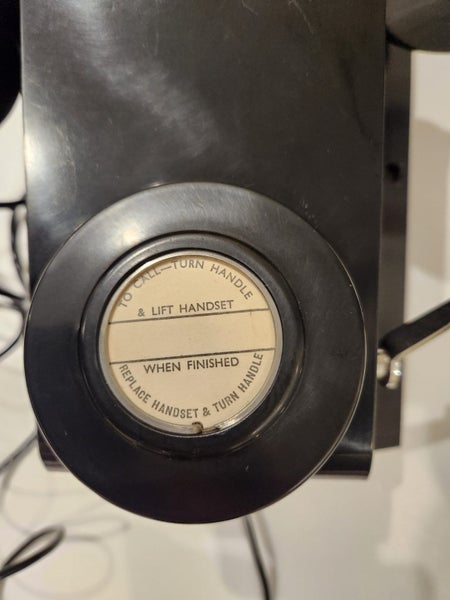 TO CALL—TURN HANDLE
& LIFT HANDSET
WHEN FINISHED
REPLACE HANDSET & TURN HANDLE